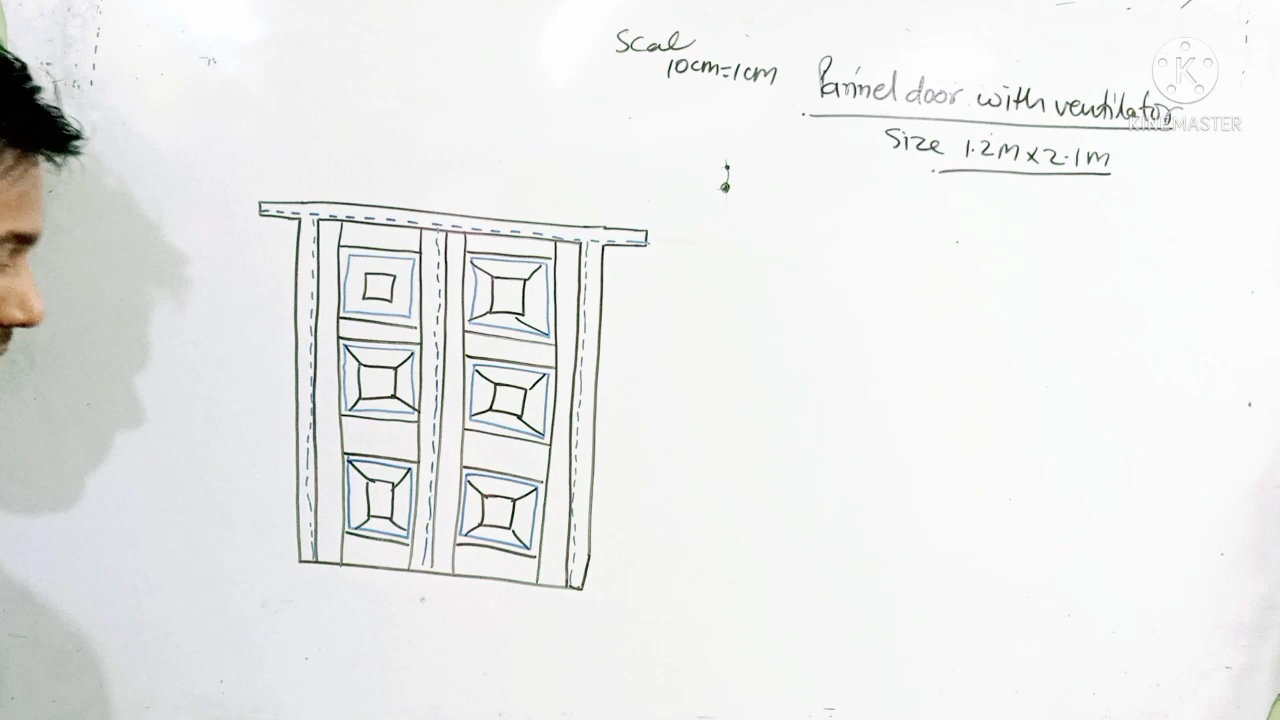 Scal
10cm=1cm
Pannel door with ventilator
Size 1.2m x 2.1m
K
KINEMASTER